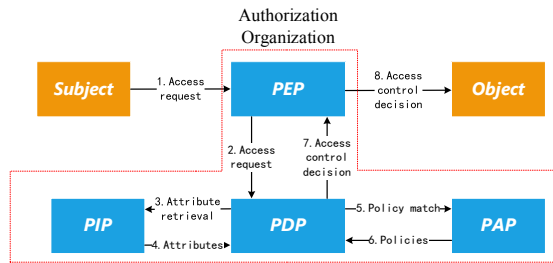 Authorization
Organization
Subject
1.Access
request
PEP
8.Access
control
decision
Object
2.Access
request
7.Access
control
decision
PIP
3.Attribute
retrieval
4.Attributes
PDP
5.Policy match
6.Policies
PAP